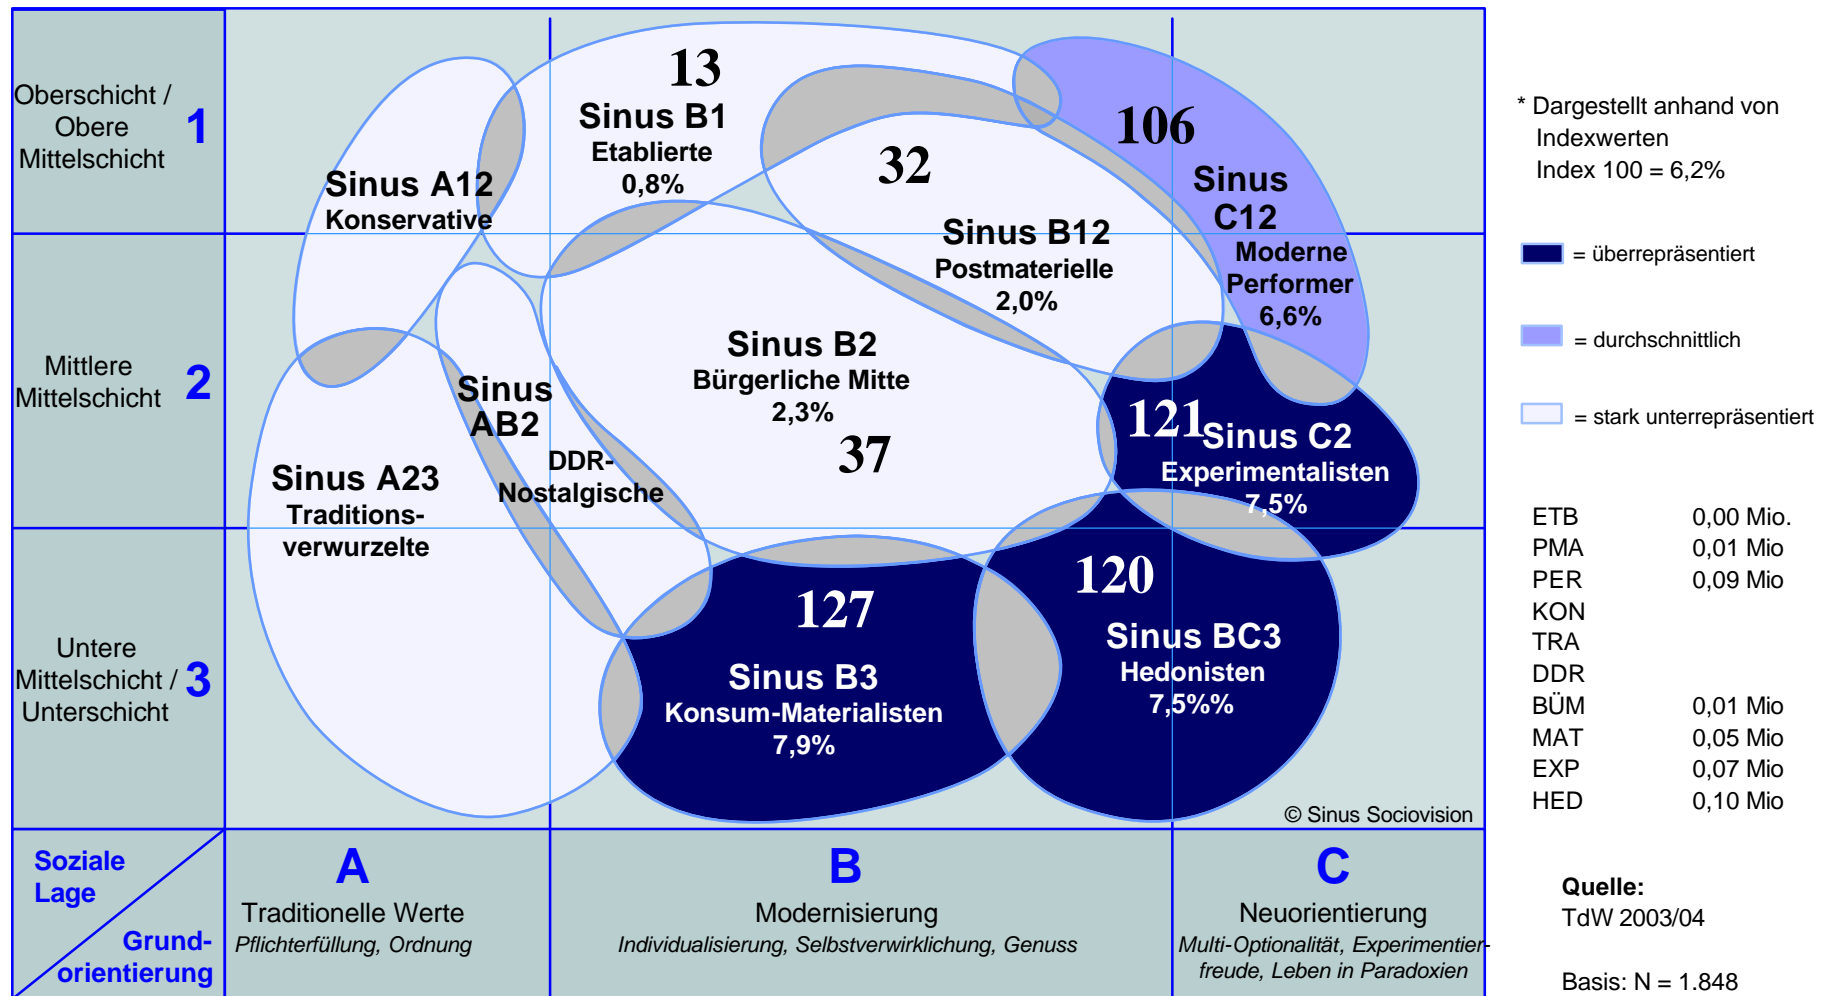 Oberschicht /
Obere
Mittelschicht
1
Mittlere
Mittelschicht
2
Untere
Mittelschicht /
Unterschicht
3
Soziale
Lage
Grund-
orientierung
A
Traditionelle Werte
Pflichterfüllung, Ordnung
B
Modernisierung
Individualisierung, Selbstverwirklichung, Genuss
C
Neuorientierung
Multi-Optionalität, Experimentier-
freude, Leben in Paradoxien
Sinus A12
Konservative
13
Sinus B1
Etablierte
0,8%
32
Sinus B12
Postmaterielle
2,0%
106
Sinus
C12
Moderne
Performer
6,6%
Sinus A23
Traditions-
verwurzelte
Sinus
AB2
DDR-
Nostalgische
Sinus B2
Bürgerliche Mitte
2,3%
37
121
Sinus C2
Experimentalisten
7,5%
127
Sinus B3
Konsum-Materialisten
7,9%
120
Sinus BC3
Hedonisten
7,5%%
© Sinus Sociovision
* Dargestellt anhand von
Indexwerten
Index 100 = 6,2%
= überrepräsentiert
= durchschnittlich
= stark unterrepräsentiert
ETB 0,00 Mio.
PMA 0,01 Mio
PER 0,09 Mio
KON
TRA
DDR
BÜM 0,01 Mio
MAT 0,05 Mio
EXP 0,07 Mio
HED 0,10 Mio
Quelle:
TdW 2003/04
Basis: N = 1.848